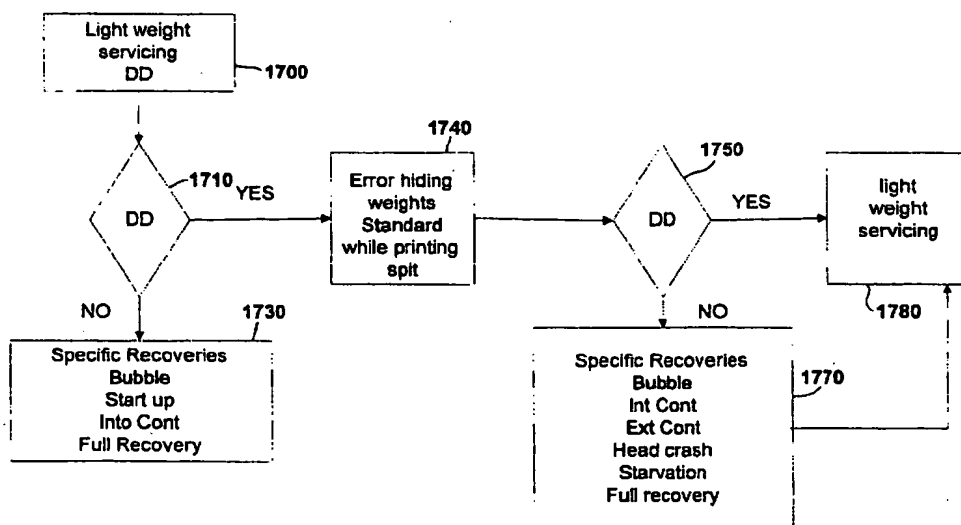 Light weight
servicing
DD
1700
1710
YES
DD
NO
1730
Specific Recoveries
Bubble
Start up
Into Cont
Full Recovery
1740
Error hiding
weights
Standard
while printing
spit
1750
DD
YES
NO
light
weight
servicing
1780
Specific Recoveries
Bubble
Int Cont
Ext Cont
Head crash
Starvation
Full recovery
1770